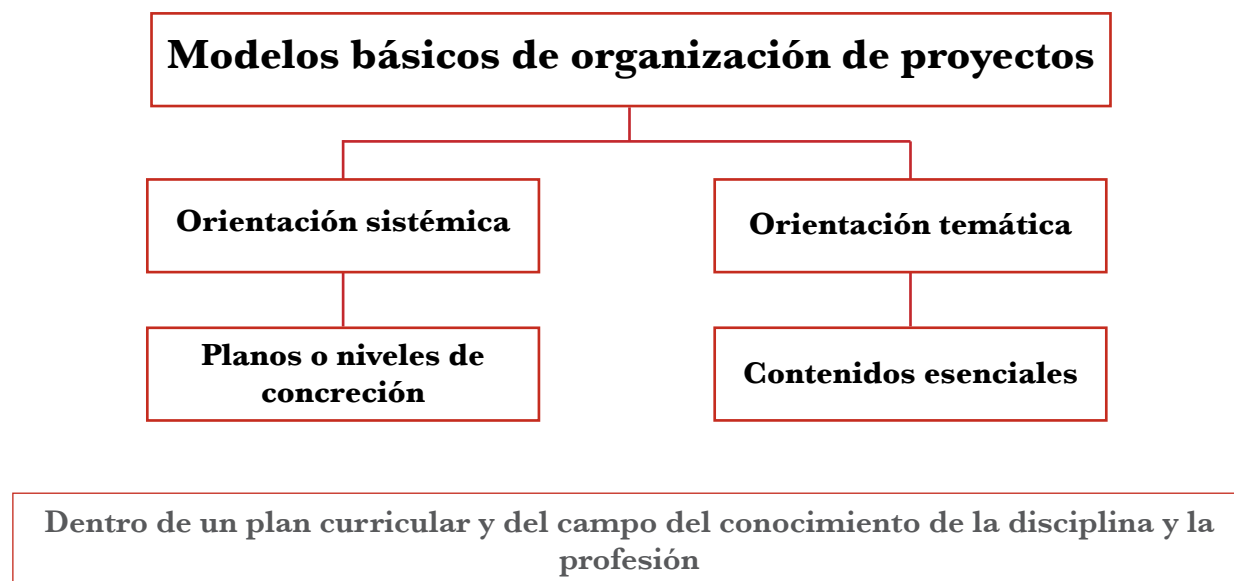 Modelos básicos de organización de proyectos
Orientación sistémica
Orientación temática
Planos o niveles de
concreción
Contenidos esenciales
Dentro de un plan curricular y del campo del conocimiento de la disciplina y la
profesión